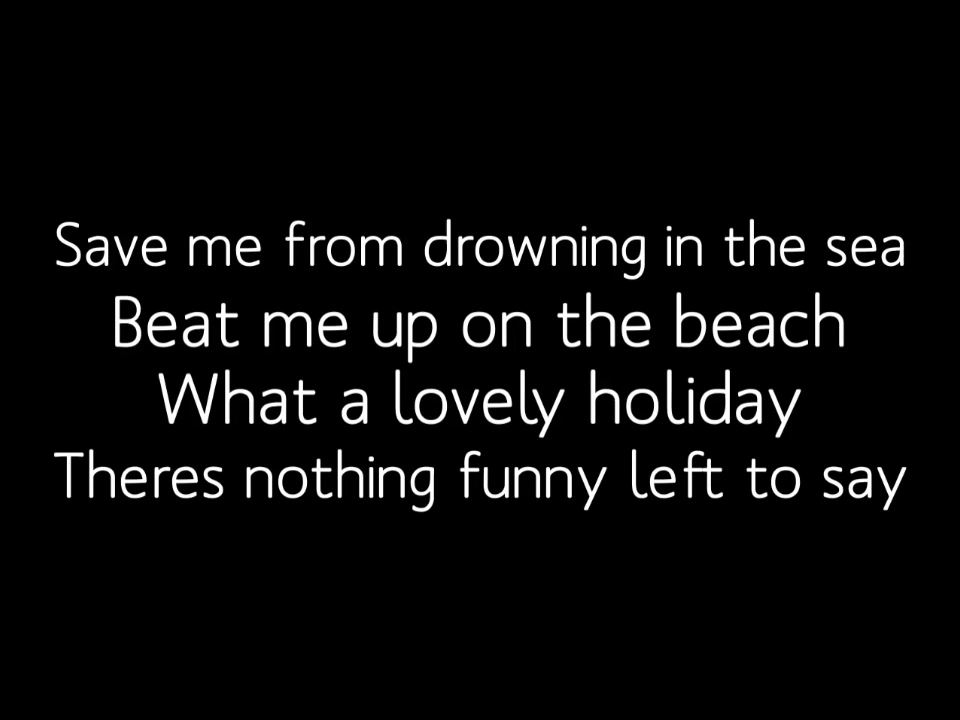 Save me from drowning in the sea
Beat me up on the beach
What a lovely holiday
Theres nothing funny left to say